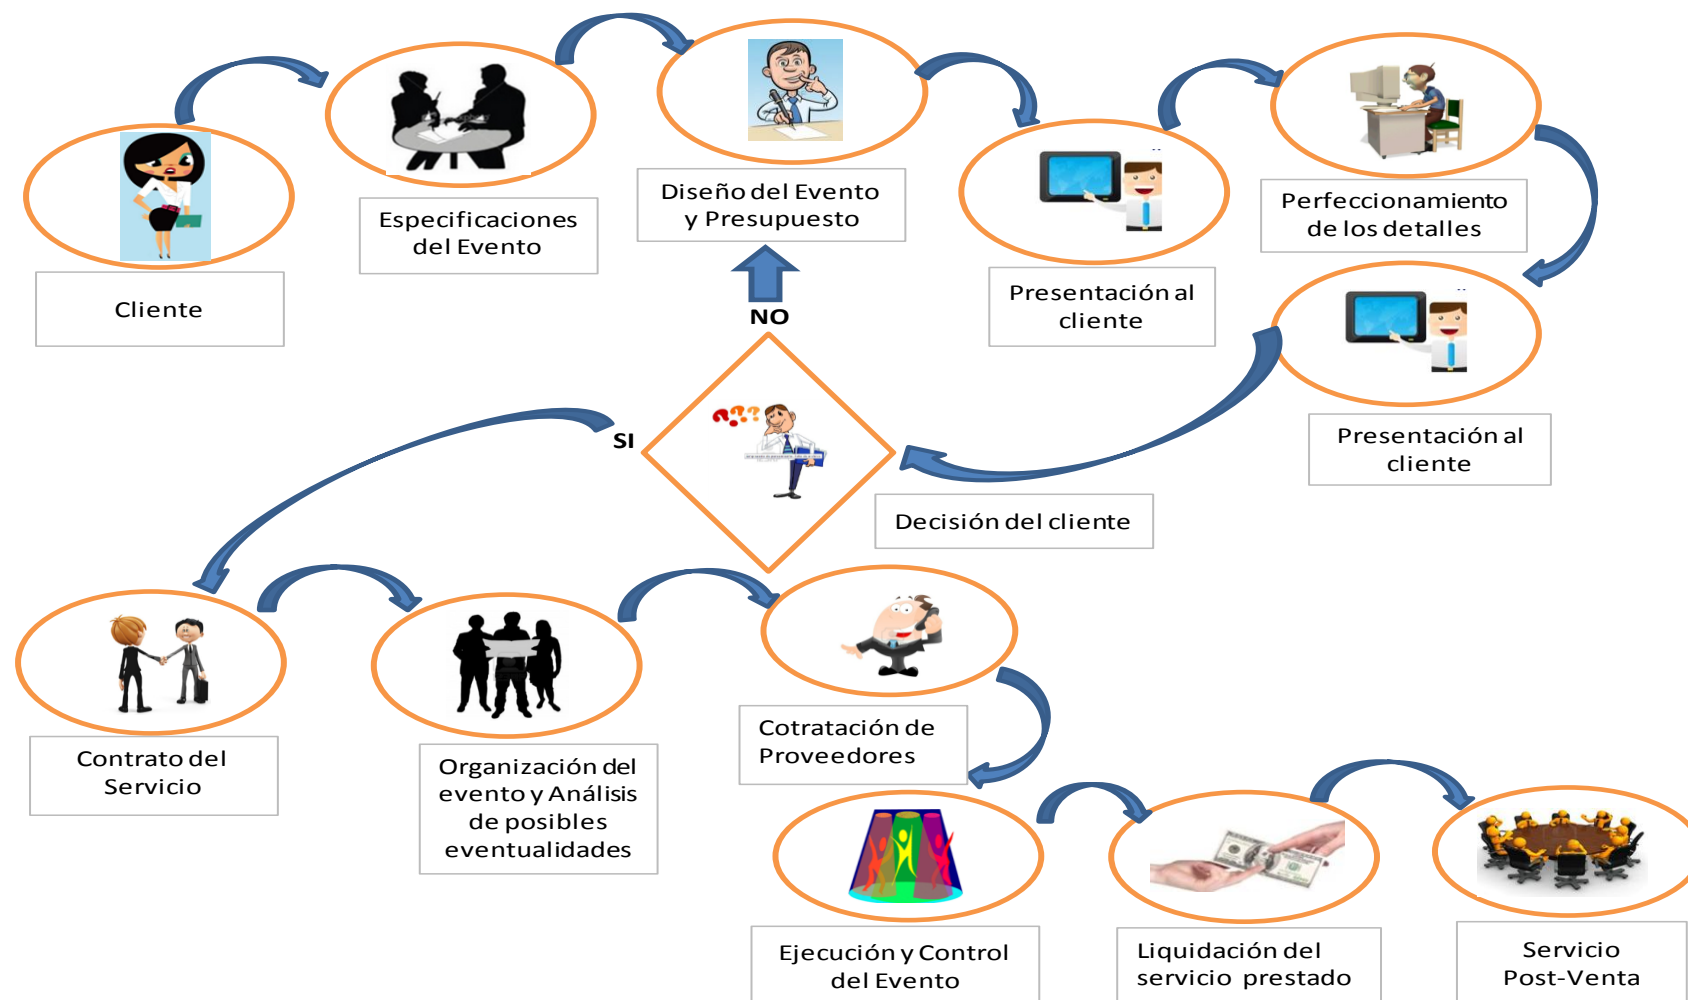 Cliente
Especificaciones
del Evento
Diseño del Evento
y Presupuesto
Presentación al
cliente
Perfeccionamiento
de los detalles
Presentación al
cliente
NO
SI
Decisión del cliente
Contrato del
Servicio
Organización del
evento y Análisis
de posibles
eventualidades
Cotratación de
Proveedores
Ejecución y Control
del Evento
Liquidación del
servicio prestado
Servicio
Post-Venta